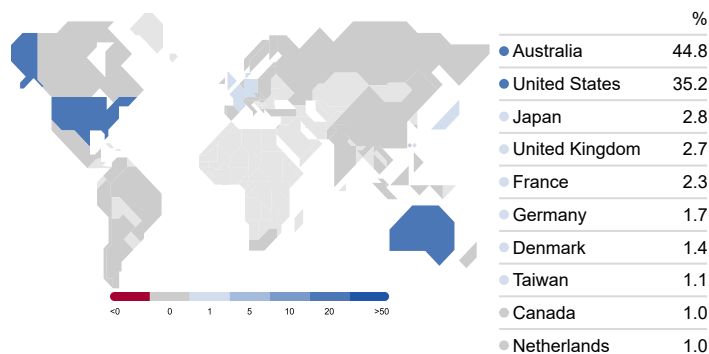 %
Australia 44.8
United States 35.2
Japan 2.8
United Kingdom 2.7
France 2.3
Germany 1.7
Denmark 1.4
Taiwan 1.1
Canada 1.0
Netherlands 1.0
<0 0 1 5 10 20 >50